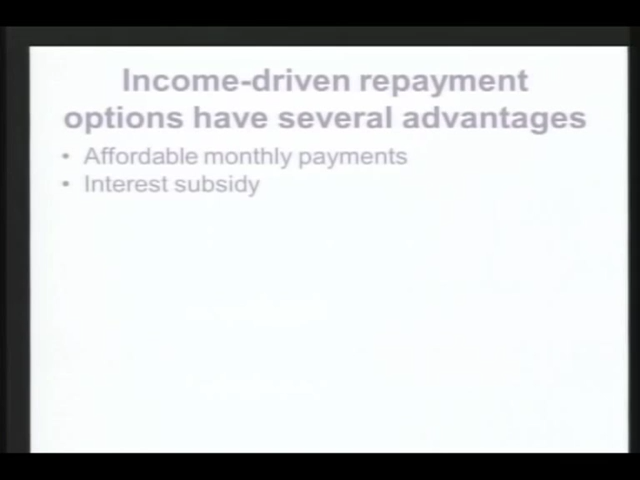 Income-driven repayment
options have several advantages
• Affordable monthly payments
• Interest subsidy